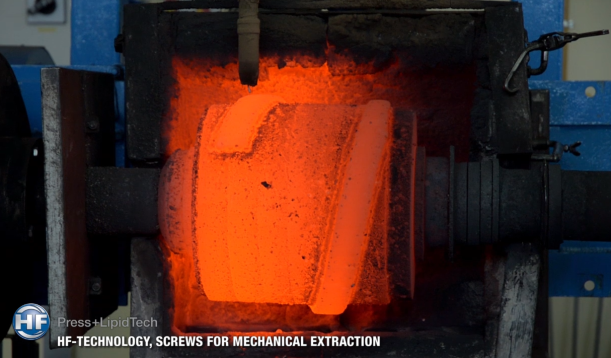 HF
Press+LipidTech
HF-TECHNOLOGY, SCREWS FOR MECHANICAL EXTRACTION